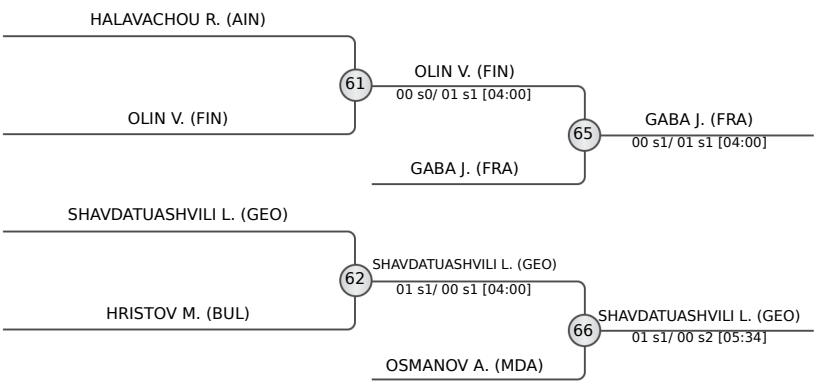 HALAVACHOU R. (AIN)
61
OLIN V. (FIN)
00 s0/ 01 s1 [04:00]
OLIN V. (FIN)
65
GABA J. (FRA)
00 s1/ 01 s1 [04:00]
GABA J. (FRA)
SHAVDATUASHVILI L. (GEO)
62
SHAVDATUASHVILI L. (GEO)
01 s1/ 00 s1 [04:00]
HRISTOV M. (BUL)
66
SHAVDATUASHVILI L. (GEO)
01 s1/ 00 s2 [05:34]
OSMANOV A. (MDA)